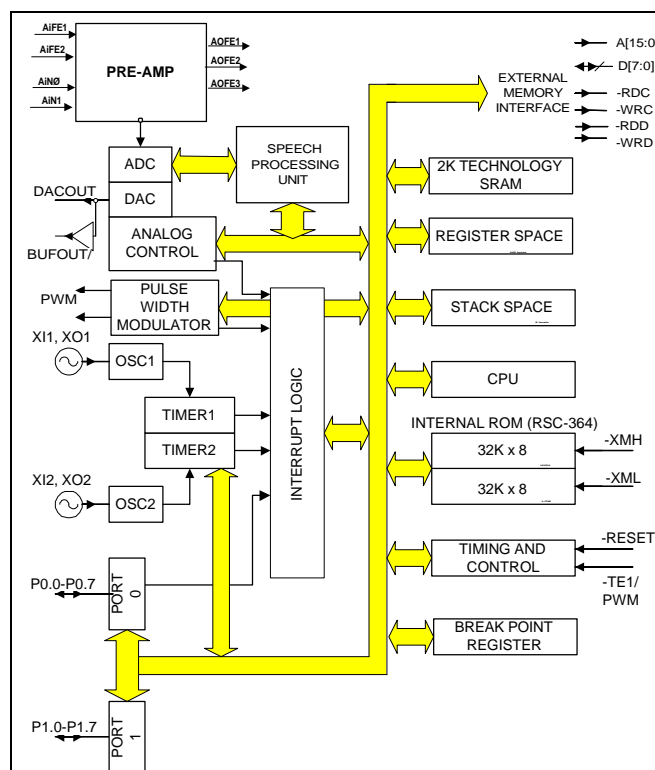 AiFE1
AiFE2
AiNØ
AiN1
PRE-AMP
AOFE1
AOFE2
AOFE3
A[15:0]
D[7:0]
-RDC
-WRC
-RDD
-WRD
EXTERNAL
MEMORY
INTERFACE
ADC
DAC
DACOUT
BUFOUT/
SPEECH
PROCESSING
UNIT
ANALOG
CONTROL
PWM
PULSE
WIDTH
MODULATOR
XI1, XO1
OSC1
TIMER1
TIMER2
XI2, XO2
OSC2
INTERRUPT LOGIC
P0.0-P0.7
PORT
0
P1.0-P1.7
PORT
1
2K TECHNOLOGY
SRAM
REGISTER SPACE
STACK SPACE
CPU
INTERNAL ROM (RSC-364)
32K x 8
32K x 8
-XMH
-XML
TIMING AND
CONTROL
-RESET
-TE1/
PWM
BREAK POINT
REGISTER